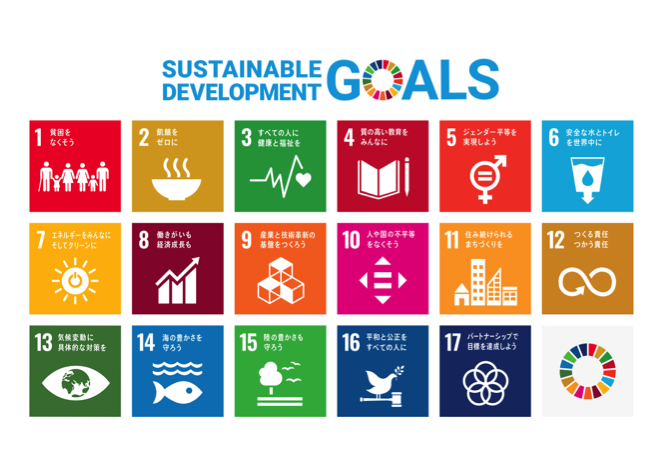 SUSTAINABLE
DEVELOPMENT
GOALS
1
貧困を
なくそう
2
飢餓を
ゼロに
3
すべての人に
健康と福祉を
4
質の高い教育を
みんなに
5
ジェンダー平等を
実現しよう
6
安全な水とトイレ
を世界中に
7
エネルギーをみんなに
そしてクリーンに
8
働きがいも
経済成長も
9
産業と技術革新の
基盤をつくろう
10
人や国の不平等
をなくそう
11
住み続けられる
まちづくりを
12
つくる責任
つかう責任
13
気候変動に
具体的な対策を
14
海の豊かさを
守ろう
15
陸の豊かさも
守ろう
16
平和と公正を
すべての人に
17
パートナーシップで
目標を達成しよう